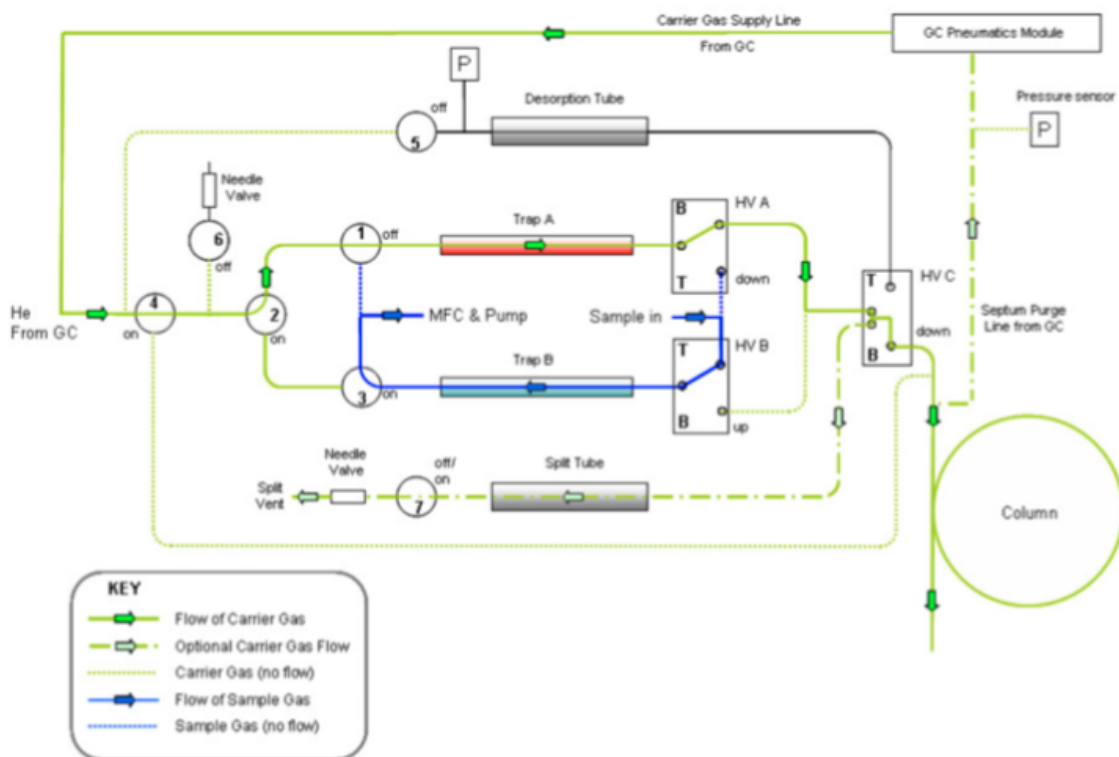 Carrier Gas Supply Line
From GC
GC Pneumatics Module
P
Desorption Tube
Pressure sensor
off
5
P
Needle
Valve
6
off
1
off
Trap A
HV A
B
T
down
HV C
T
down
B
He
From GC
4
on
2
on
MFC & Pump
Sample in
Septum Purge
Line from GC
3
on
Trap B
HV B
T
B
up
Needle
Valve
off/
on
Split Tube
Split
Vent
7
Column
KEY
Flow of Carrier Gas
Optional Carrier Gas Flow
Carrier Gas (no flow)
Flow of Sample Gas
Sample Gas (no flow)